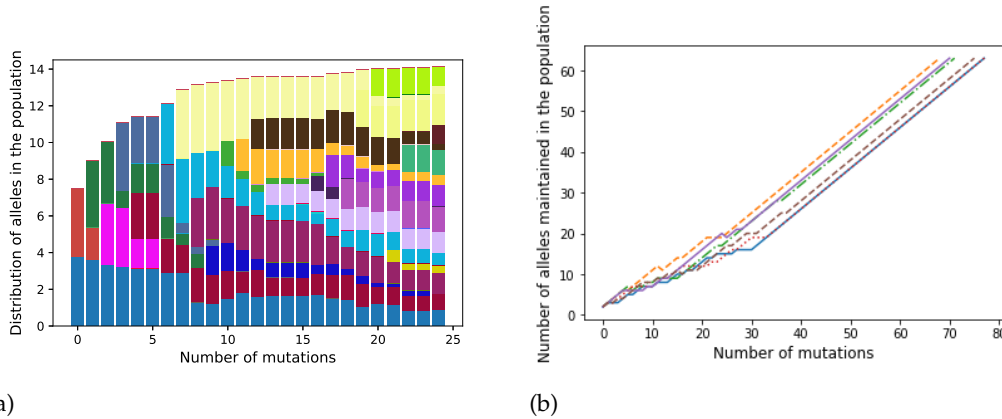 Distribution of alleles in the population
14
12
10
8
6
4
2
0
0 5 10 15 20 25
Number of mutations
a)
Number of alleles maintained in the population
60
50
40
30
20
10
0
0 10 20 30 40 50 60 70 80
Number of mutations
(b)